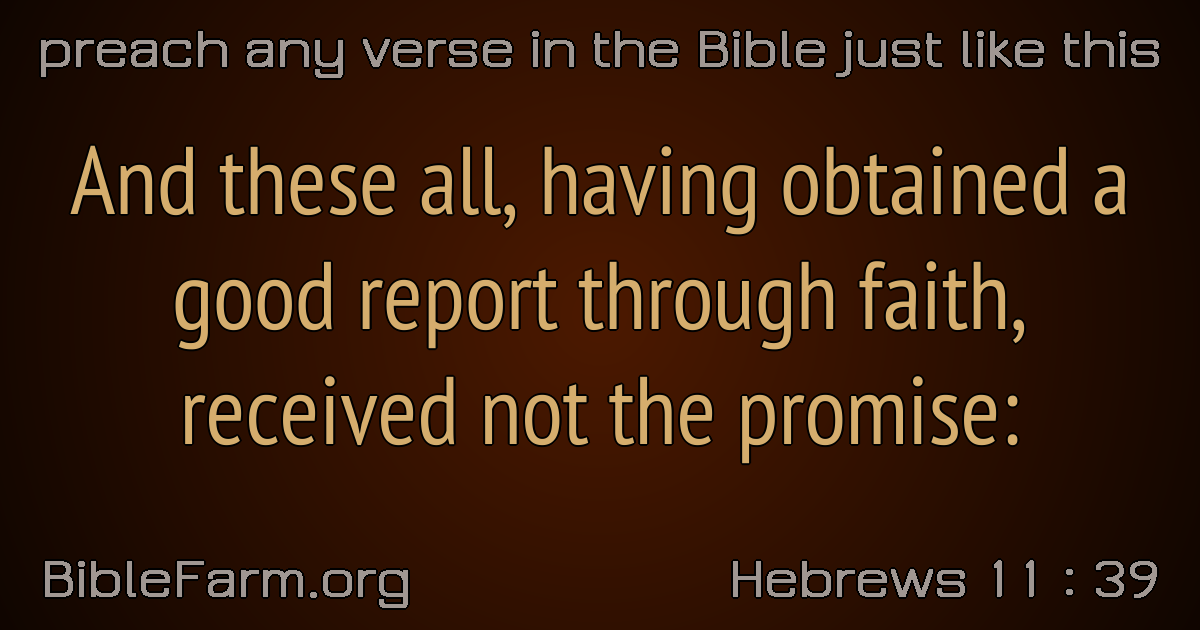 preach any verse in the Bible just like this
And these all, having obtained a
good report through faith,
received not the promise:
BibleFarm.org
Hebrews 11 : 39